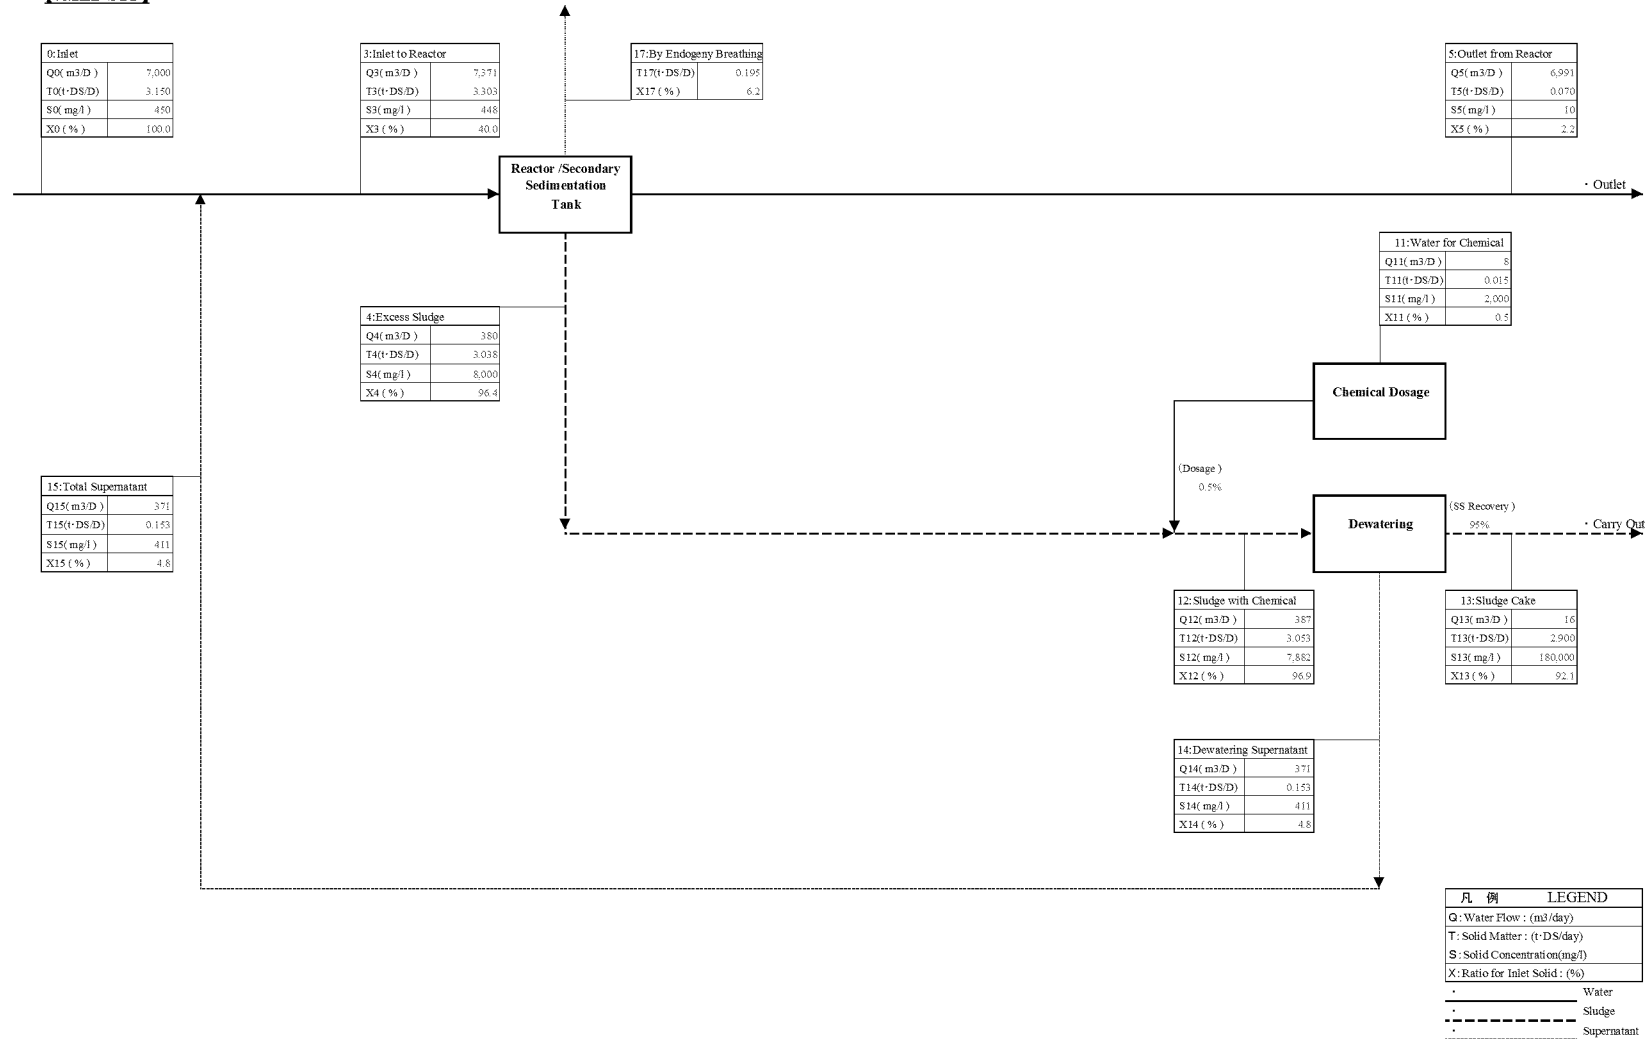 0:Inlet
Q0( m3/D ) 7,000
T0(t·DS/D) 3.150
S0( mg/l ) 450
X0 ( % ) 100.0
3:Inlet to Reactor
Q3( m3/D ) 7,371
T3(t·DS/D) 3.303
S3( mg/l ) 448
X3 ( % ) 40.0
17:By Endogeny Breathing
T17(t·DS/D) 0.195
X17 ( % ) 6.2
5:Outlet from Reactor
Q5( m3/D ) 6,991
T5(t·DS/D) 0.070
S5( mg/l ) 10
X5 ( % ) 2.2
Reactor /Secondary
Sedimentation
Tank
· Outlet
11:Water for Chemical
Q11( m3/D ) 8
T11(t·DS/D) 0.015
S11( mg/l ) 2,000
X11 ( % ) 0.5
4:Excess Sludge
Q4( m3/D ) 380
T4(t·DS/D) 3.038
S4( mg/l ) 8,000
X4 ( % ) 96.4
Chemical Dosage
(Dosage )
0.5%
15:Total Supernatant
Q15( m3/D ) 371
T15(t·DS/D) 0.153
S15( mg/l ) 411
X15 ( % ) 4.8
Dewatering
(SS Recovery )
95%
· Carry Out
12:Sludge with Chemical
Q12( m3/D ) 387
T12(t·DS/D) 3.053
S12( mg/l ) 7,882
X12 ( % ) 96.9
13:Sludge Cake
Q13( m3/D ) 16
T13(t·DS/D) 2.900
S13( mg/l ) 180,000
X13 ( % ) 92.1
14:Dewatering Supernatant
Q14( m3/D ) 371
T14(t·DS/D) 0.153
S14( mg/l ) 411
X14 ( % ) 4.8
凡 例 LEGEND
Q:Water Flow : (m3/day)
T:Solid Matter : (t·DS/day)
S:Solid Concentration(mg/l)
X:Ratio for Inlet Solid : (%)
· Water
· Sludge
· Supernatant